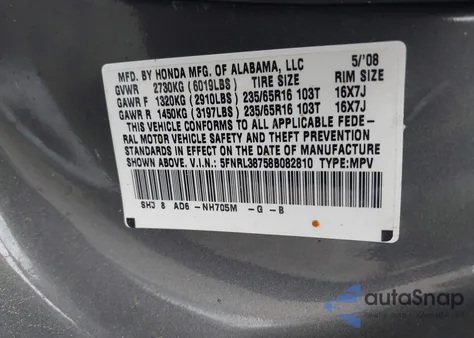 MFD. BY HONDA MFG. OF ALABAMA, LLC 5/'08
GVWR 2730KG (6019LBS) TIRE SIZE RIM SIZE
GAWR F 1320KG (2910LBS) 235/65R16 103T 16X7J
GAWR R 1450KG (3197LBS) 235/65R16 103T 16X7J
THIS VEHICLE CONFORMS TO ALL APPLICABLE FEDE-
RAL MOTOR VEHICLE SAFETY AND THEFT PREVENTION
STANDARDS IN EFFECT ON THE DATE OF MANUFACTURE
SHOWN ABOVE. V.I.N.: 5FNRL38758B082810 TYPE:MPV
SH3 8 AD6 -NH705M -G -B
autoSnap